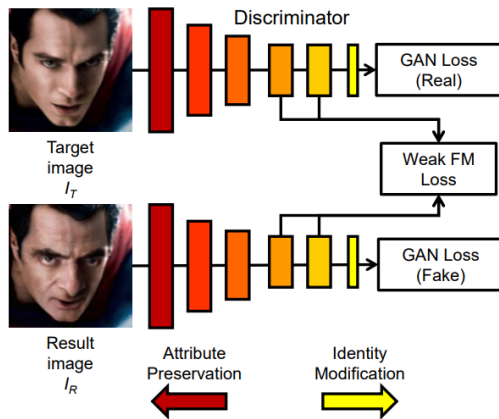 Discriminator
GAN Loss
(Real)
Target
image
I_T
Weak FM
Loss
GAN Loss
(Fake)
Result
image
I_R
Attribute
Preservation
Identity
Modification